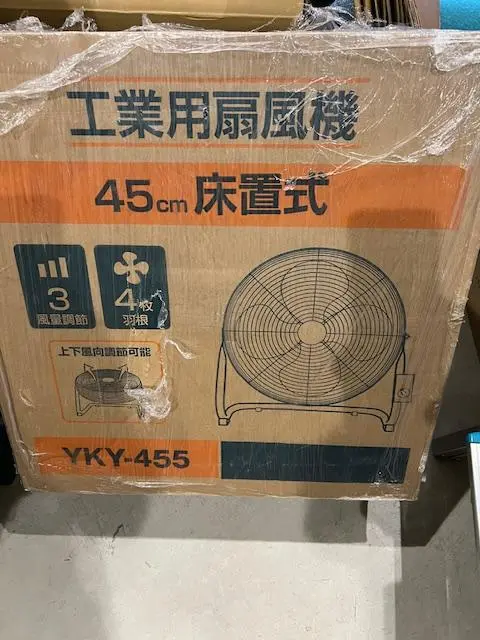 工業用扇風機
45cm 床置式
3
風量調節
4枚
羽根
上下風向調節可能
YKY-455